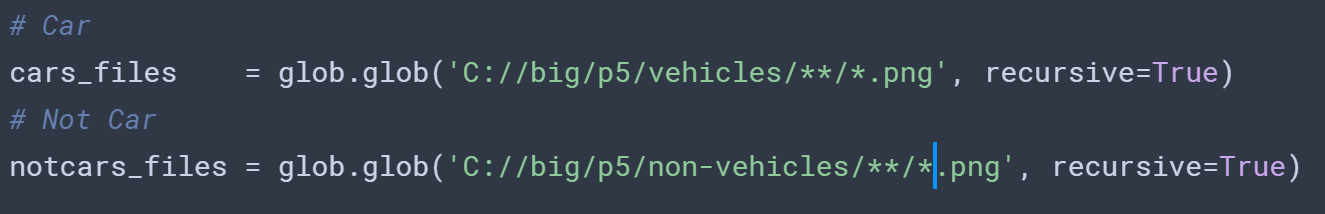 # Car
cars_files    = glob.glob('C://big/p5/vehicles/**/*.png', recursive=True)
# Not Car
notcars_files = glob.glob('C://big/p5/non-vehicles/**/*.png', recursive=True)